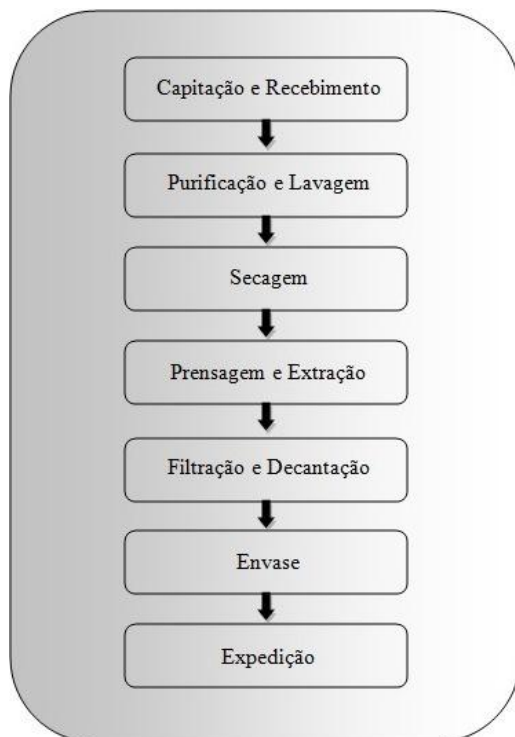 Capitação e Recebimento
Purificação e Lavagem
Secagem
Prensagem e Extração
Filtração e Decantação
Envase
Expedição